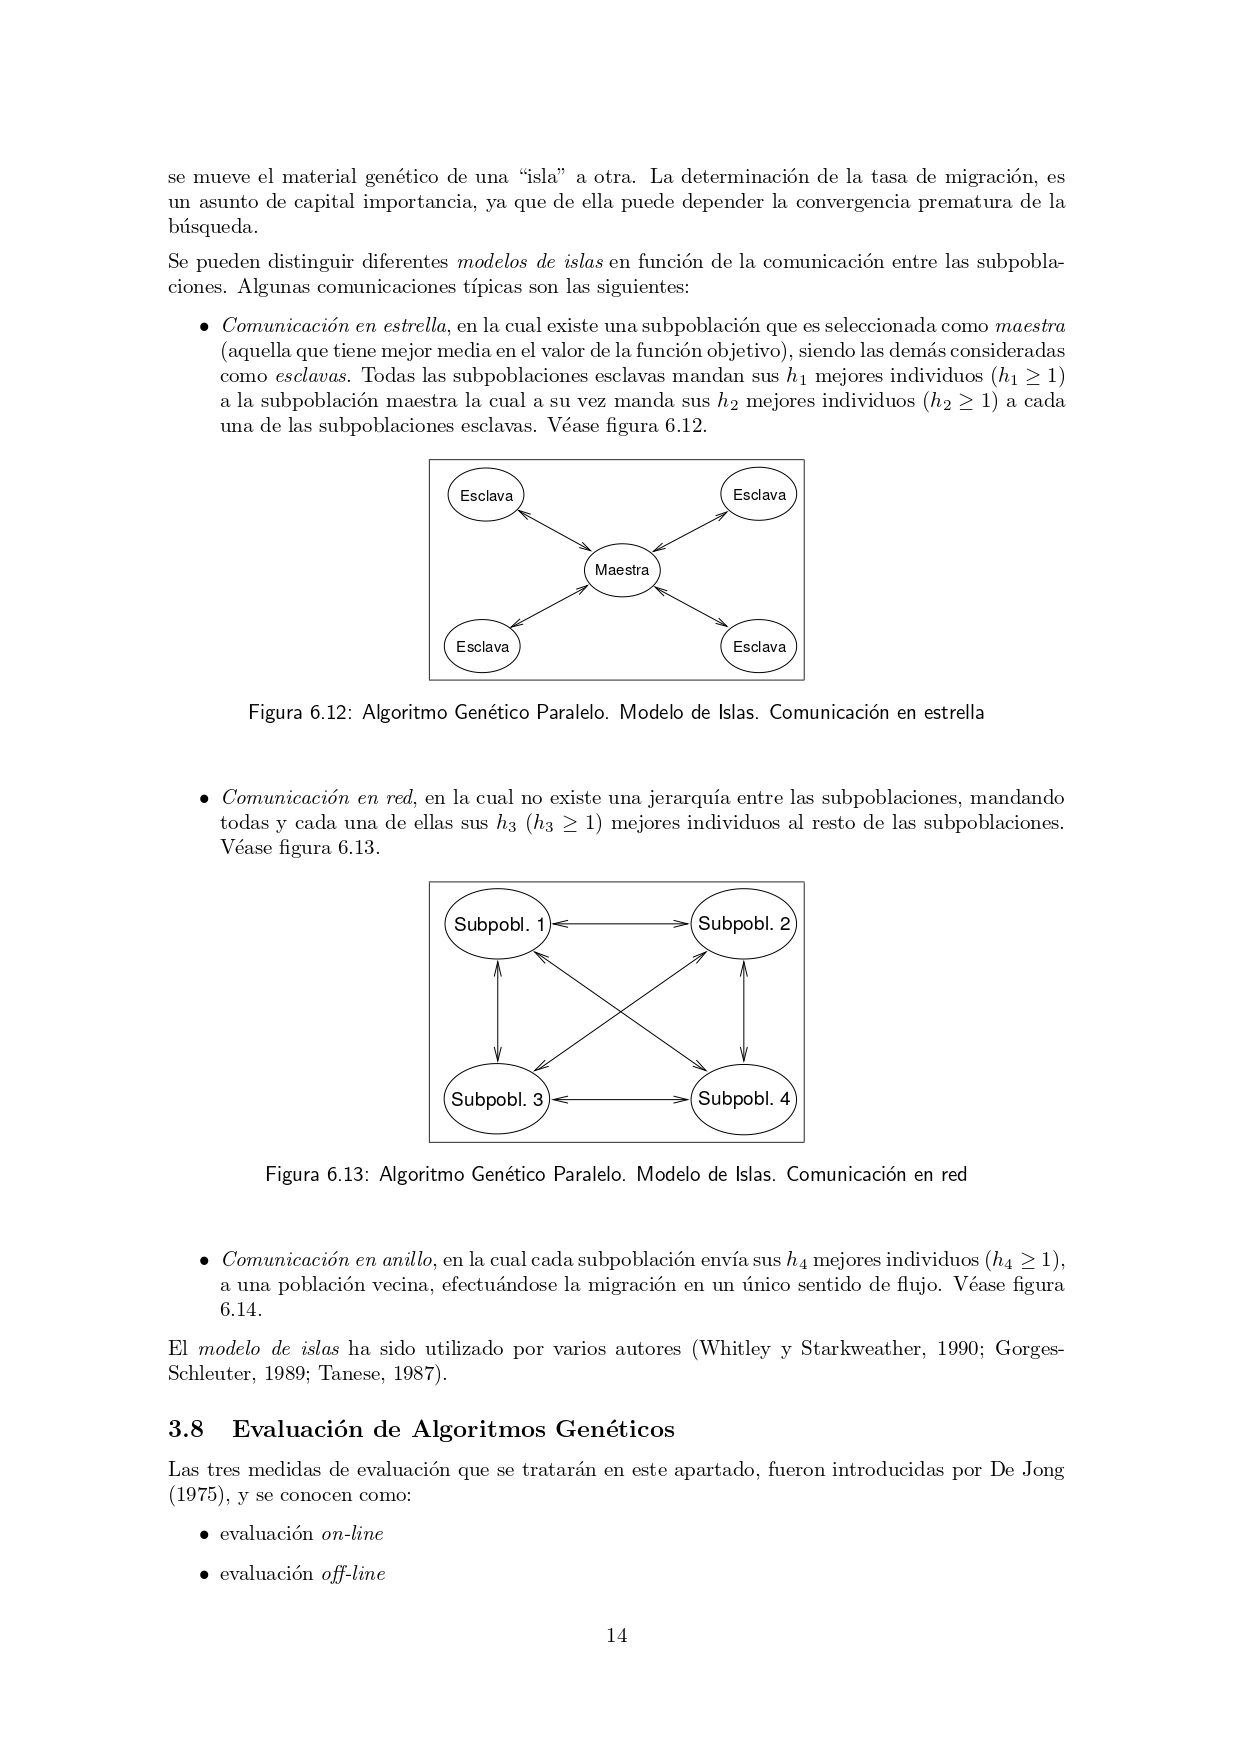 se mueve el material genético de una “isla” a otra. La determinación de la tasa de migración, es
un asunto de capital importancia, ya que de ella puede depender la convergencia prematura de la
búsqueda.
Se pueden distinguir diferentes modelos de islas en función de la comunicación entre las subpobla-
ciones. Algunas comunicaciones típicas son las siguientes:
• Comunicación en estrella, en la cual existe una subpoblación que es seleccionada como maestra
(aquella que tiene mejor media en el valor de la función objetivo), siendo las demás consideradas
como esclavas. Todas las subpoblaciones esclavas mandan sus h1 mejores individuos (h1 ≥ 1)
a la subpoblación maestra la cual a su vez manda sus h2 mejores individuos (h2 ≥ 1) a cada
una de las subpoblaciones esclavas. Véase figura 6.12.
Esclava
Esclava
Maestra
Esclava
Esclava
Figura 6.12: Algoritmo Genético Paralelo. Modelo de Islas. Comunicación en estrella
• Comunicación en red, en la cual no existe una jerarquía entre las subpoblaciones, mandando
todas y cada una de ellas sus h3 (h3 ≥ 1) mejores individuos al resto de las subpoblaciones.
Véase figura 6.13.
Subpobl. 1
Subpobl. 2
Subpobl. 3
Subpobl. 4
Figura 6.13: Algoritmo Genético Paralelo. Modelo de Islas. Comunicación en red
• Comunicación en anillo, en la cual cada subpoblación envía sus h4 mejores individuos (h4 ≥ 1),
a una población vecina, efectuándose la migración en un único sentido de flujo. Véase figura
6.14.
El modelo de islas ha sido utilizado por varios autores (Whitley y Starkweather, 1990; Gorges-
Schleuter, 1989; Tanese, 1987).
3.8 Evaluación de Algoritmos Genéticos
Las tres medidas de evaluación que se tratarán en este apartado, fueron introducidas por De Jong
(1975), y se conocen como:
• evaluación on-line
• evaluación off-line
14